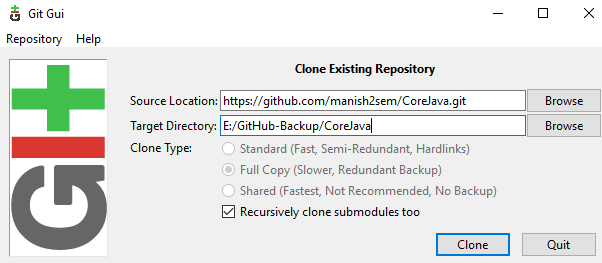 Git Gui
Repository Help
Clone Existing Repository
Source Location: https://github.com/manish2sem/CoreJava.git Browse
Target Directory: E:/GitHub-Backup/CoreJava Browse
Clone Type: Standard (Fast, Semi-Redundant, Hardlinks)
Full Copy (Slower, Redundant Backup)
Shared (Fastest, Not Recommended, No Backup)
Recursively clone submodules too
Clone Quit
GIT